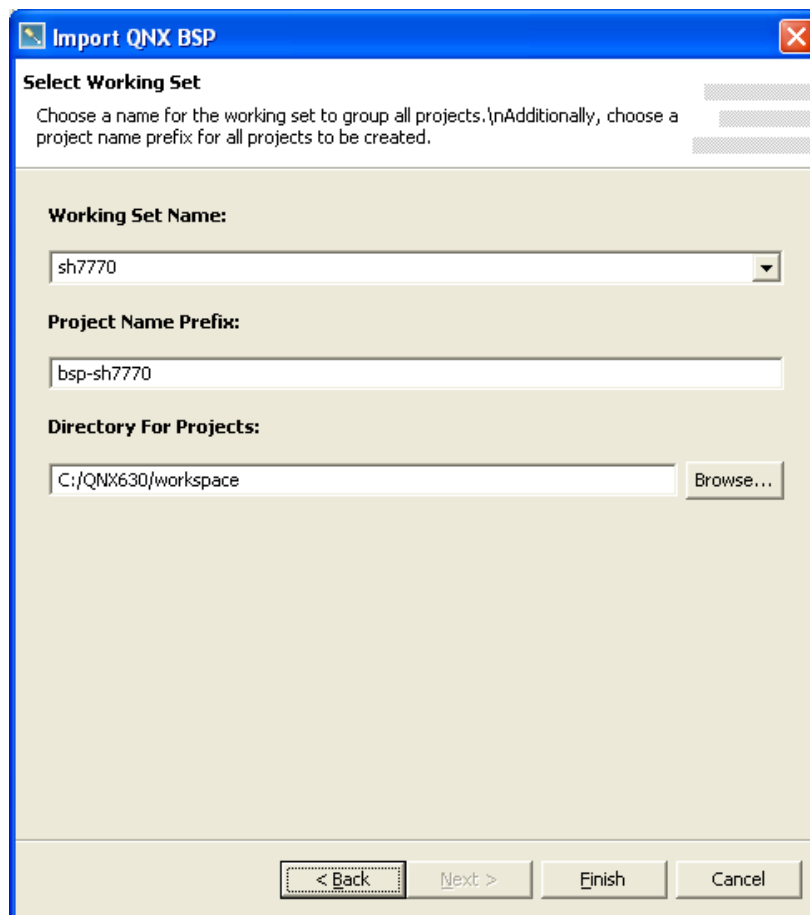 Import QNX BSP
Select Working Set
Choose a name for the working set to group all projects.\nAdditionally, choose a
project name prefix for all projects to be created.
Working Set Name:
sh7770
Project Name Prefix:
bsp-sh7770
Directory For Projects:
C:/QNX630/workspace
Browse...
< Back
Next >
Finish
Cancel